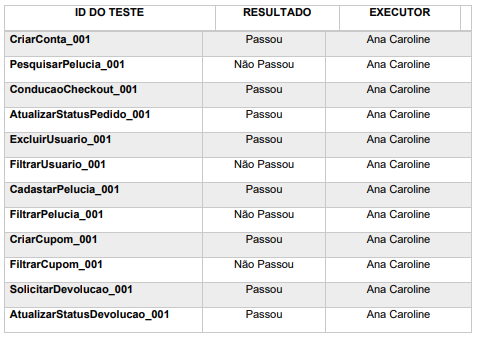 ID DO TESTE RESULTADO EXECUTOR
CriarConta_001 Passou Ana Caroline
PesquisarPelucia_001 Não Passou Ana Caroline
ConducaoCheckout_001 Passou Ana Caroline
AtualizarStatusPedido_001 Passou Ana Caroline
ExcluirUsuario_001 Passou Ana Caroline
FiltrarUsuario_001 Não Passou Ana Caroline
CadastarPelucia_001 Passou Ana Caroline
FiltrarPelucia_001 Não Passou Ana Caroline
CriarCupom_001 Passou Ana Caroline
FiltrarCupom_001 Não Passou Ana Caroline
SolicitarDevolucao_001 Passou Ana Caroline
AtualizarStatusDevolucao_001 Passou Ana Caroline